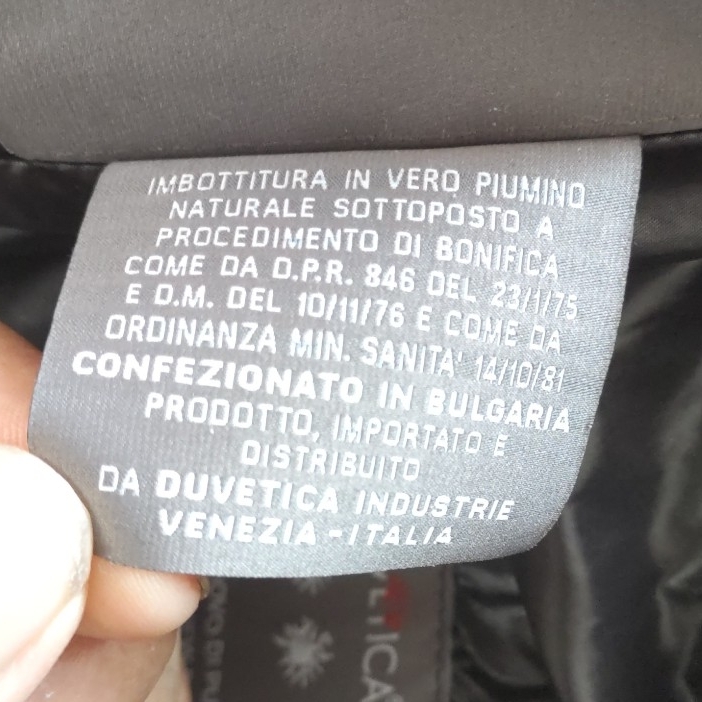 IMBOTTITURA IN VERO PIUMINO
NATURALE SOTTOPOSTO A
PROCEDIMENTO DI BONIFICA
COME DA D.P.R. 846 DEL 23/1/75
E D.M. DEL 10/11/76 E COME DA
ORDINANZA MIN. SANITA' 14/10/81
CONFEZIONATO IN BULGARIA
PRODOTTO, IMPORTATO E
DISTRIBUITO
DA DUVETICA INDUSTRIE
VENEZIA - ITALIA